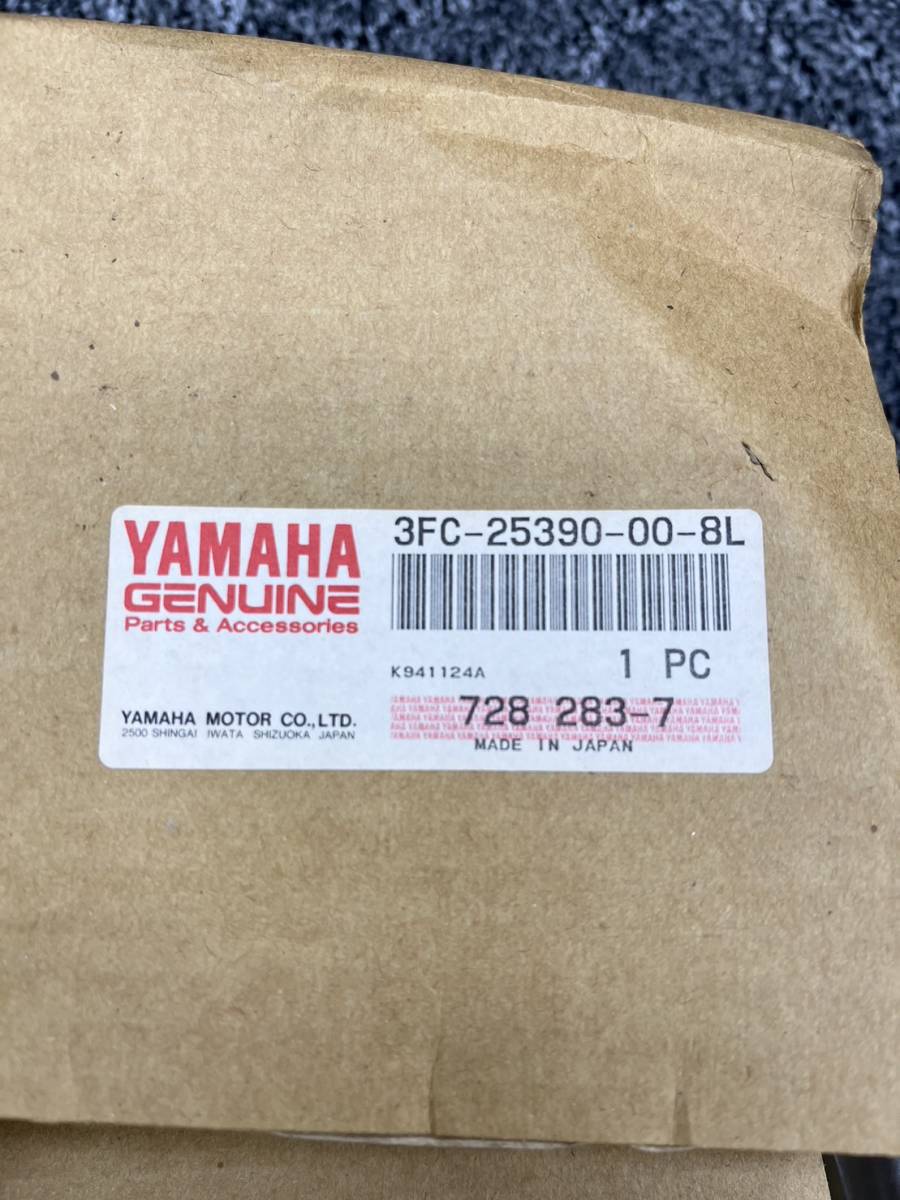 YAMAHA
GENUINE
Parts & Accessories
YAMAHA MOTOR CO.,LTD.
2500 SHINGAI IWATA SHIZUOKA JAPAN
3FC-25390-00-8L
K941124A
1 PC
728 283-7
MADE IN JAPAN